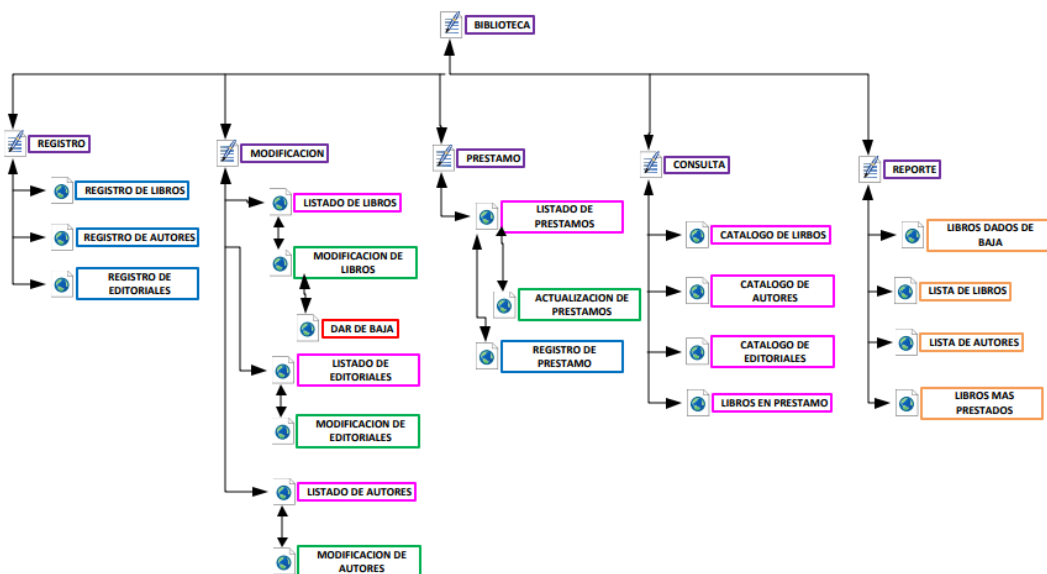 BIBLIOTECA
REGISTRO
REGISTRO DE LIBROS
REGISTRO DE AUTORES
REGISTRO DE
EDITORIALES
MODIFICACION
LISTADO DE LIBROS
MODIFICACION DE
LIBROS
DAR DE BAJA
LISTADO DE
EDITORIALES
MODIFICACION DE
EDITORIALES
LISTADO DE AUTORES
MODIFICACION DE
AUTORES
PRESTAMO
LISTADO DE
PRESTAMOS
ACTUALIZACION DE
PRESTAMOS
REGISTRO DE
PRESTAMO
CONSULTA
CATALOGO DE LIRBOS
CATALOGO DE
AUTORES
CATALOGO DE
EDITORIALES
LIBROS EN PRESTAMO
REPORTE
LIBROS DADOS DE
BAJA
LISTA DE LIBROS
LISTA DE AUTORES
LIBROS MAS
PRESTADOS